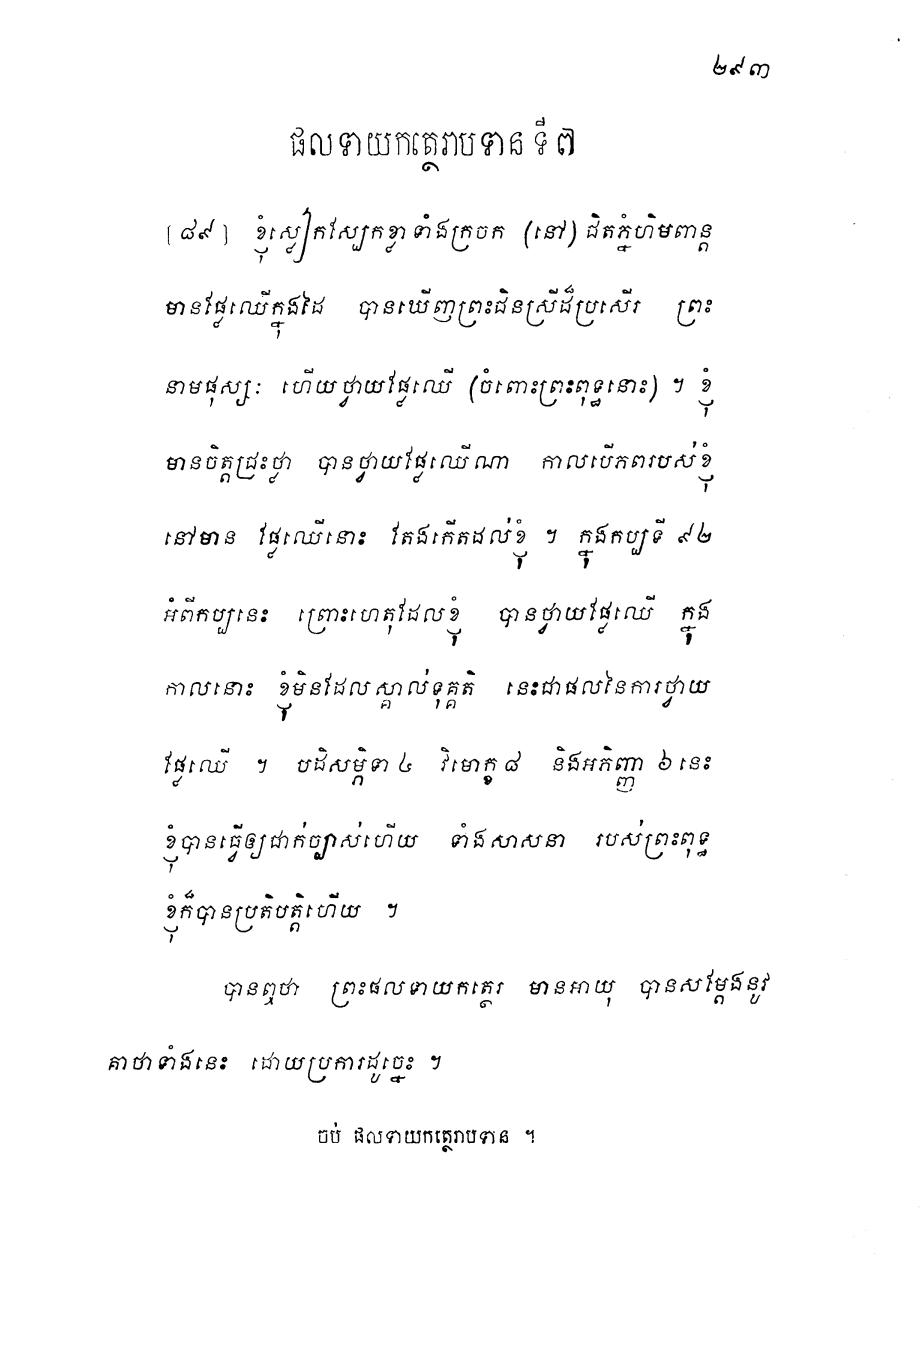 ២៩៣
ផលទាយកត្ថេរាបទាន ទី ៧
[៨៩] ខ្ញុំស្លៀកស្បែកខ្លា ទាំងក្រចក (នៅ) ជិតភ្នំហិមពាន្ត
មានផ្លែឈើក្នុងដៃ បានឃើញព្រះជិនស្រីដ៏ប្រសើរ ព្រះ
នាមផុស្សៈ ហើយថ្វាយផ្លែឈើ (ចំពោះព្រះពុទ្ធនោះ) ។ ខ្ញុំ
មានចិត្តជ្រះថ្លា បានថ្វាយផ្លែឈើណា កាលបើភពរបស់ខ្ញុំ
នៅមាន ផ្លែឈើនោះ តែងកើតដល់ខ្ញុំ ។ ក្នុងកប្បទី ៩២
អំពីកប្បនេះ ព្រោះហេតុដែលខ្ញុំ បានថ្វាយផ្លែឈើ ក្នុង
កាលនោះ ខ្ញុំមិនដែលស្គាល់ទុគ្គតិ នេះជាផលនៃការថ្វាយ
ផ្លែឈើ ។ បដិសម្ភិទា ៤ វិមោក្ខ ៨ និងអភិញ្ញា ៦ នេះ
ខ្ញុំបានធ្វើឲ្យជាក់ច្បាស់ហើយ ទាំងសាសនា របស់ព្រះពុទ្ធ
ខ្ញុំក៏បានប្រតិបត្តិហើយ ។
បានឮថា ព្រះផលទាយកត្ថេរ មានអាយុ បានសម្តែងនូវ
គាថាទាំងនេះ ដោយប្រការដូច្នេះ ។
ចប់ ផលទាយកត្ថេរាបទាន ។